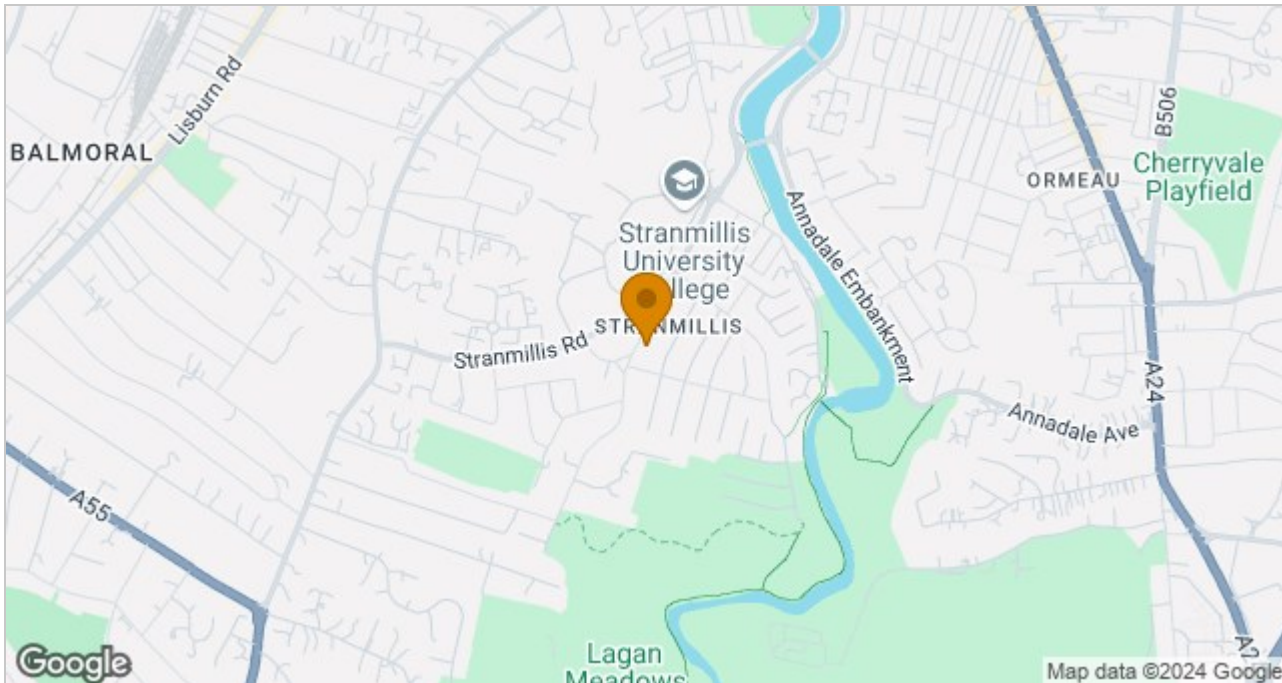 BALMORAL
Lisburn Rd
B506
Cherryvale
Playfield
ORMEAU
Stranmillis
University
College
Annadale Embankment
STRANMILLIS
Stranmillis Rd
A24
Annadale Ave
A55
Lagan
Meadows
Google
Map data ©2024 Google